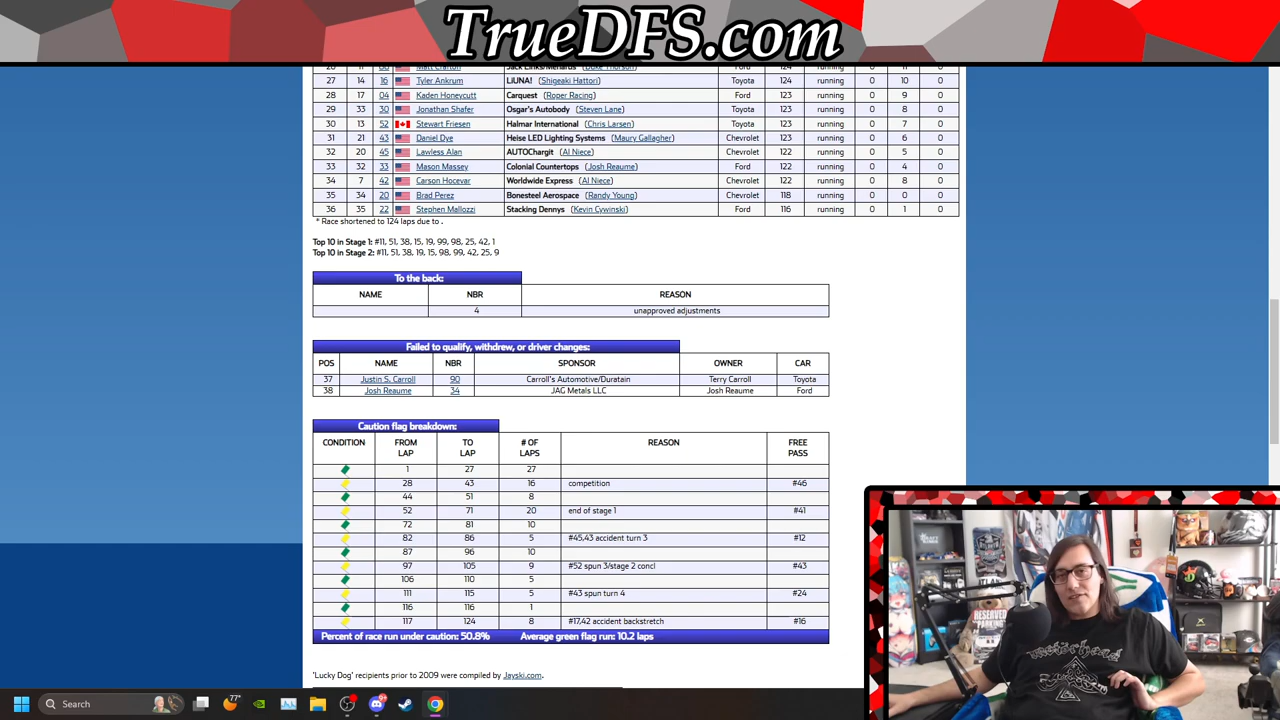 TrueDFS.com
27 14 16 Tyler Ankrum LiUNA! (Shigeaki Hattori) Toyota 124 running 0 10 0
28 17 04 Kaden Honeycutt Carquest (Roper Racing) Ford 123 running 0 9 0
29 33 30 Jonathan Shafer Osgar's Autobody (Steven Lane) Toyota 123 running 0 8 0
30 13 52 Stewart Friesen Halmar International (Chris Larsen) Toyota 123 running 0 7 0
31 21 43 Daniel Dye Heise LED Lighting Systems (Maury Gallagher) Chevrolet 123 running 0 6 0
32 20 45 Lawless Alan AUTOChargit (Al Niece) Chevrolet 122 running 0 5 0
33 32 33 Mason Massey Colonial Countertops (Josh Reaume) Ford 122 running 0 4 0
34 7 42 Carson Hocevar Worldwide Express (Al Niece) Chevrolet 122 running 0 8 0
35 34 20 Brad Perez Bonesteel Aerospace (Randy Young) Chevrolet 118 running 0 0 0
36 35 22 Stephen Mallozzi Stacking Dennys (Kevin Cywinski) Ford 116 running 0 1 0
* Race shortened to 124 laps due to .
Top 10 in Stage 1: #11, 51, 38, 15, 19, 99, 98, 25, 42, 1
Top 10 in Stage 2: #11, 51, 38, 19, 15, 98, 99, 42, 25, 9
To the back:
NAME NBR REASON
4 unapproved adjustments
Failed to qualify, withdrew, or driver changes:
POS NAME NBR SPONSOR OWNER CAR
37 Justin S. Carroll 90 Carroll's Automotive/Duratain Terry Carroll Toyota
38 Josh Reaume 34 JAG Metals LLC Josh Reaume Ford
Caution flag breakdown:
CONDITION FROM LAP TO LAP # OF LAPS REASON FREE PASS
1 27 27
28 43 16 competition #46
44 51 8
52 71 20 end of stage 1 #41
72 81 10
82 86 5 #45,43 accident turn 3 #12
87 96 10
97 105 9 #52 spun 3/stage 2 concl #43
106 110 5
111 115 5 #43 spun turn 4 #24
116 116 1
117 124 8 #17,42 accident backstretch #16
Percent of race run under caution: 50.8% Average green flag run: 10.2 laps
'Lucky Dog' recipients prior to 2009 were compiled by Jayski.com.
RESERVED
PARKING
motörhead
Search
77°